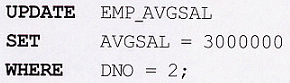 UPDATE EMP_AVGSAL
SET AVGSAL = 3000000
WHERE DNO = 2;